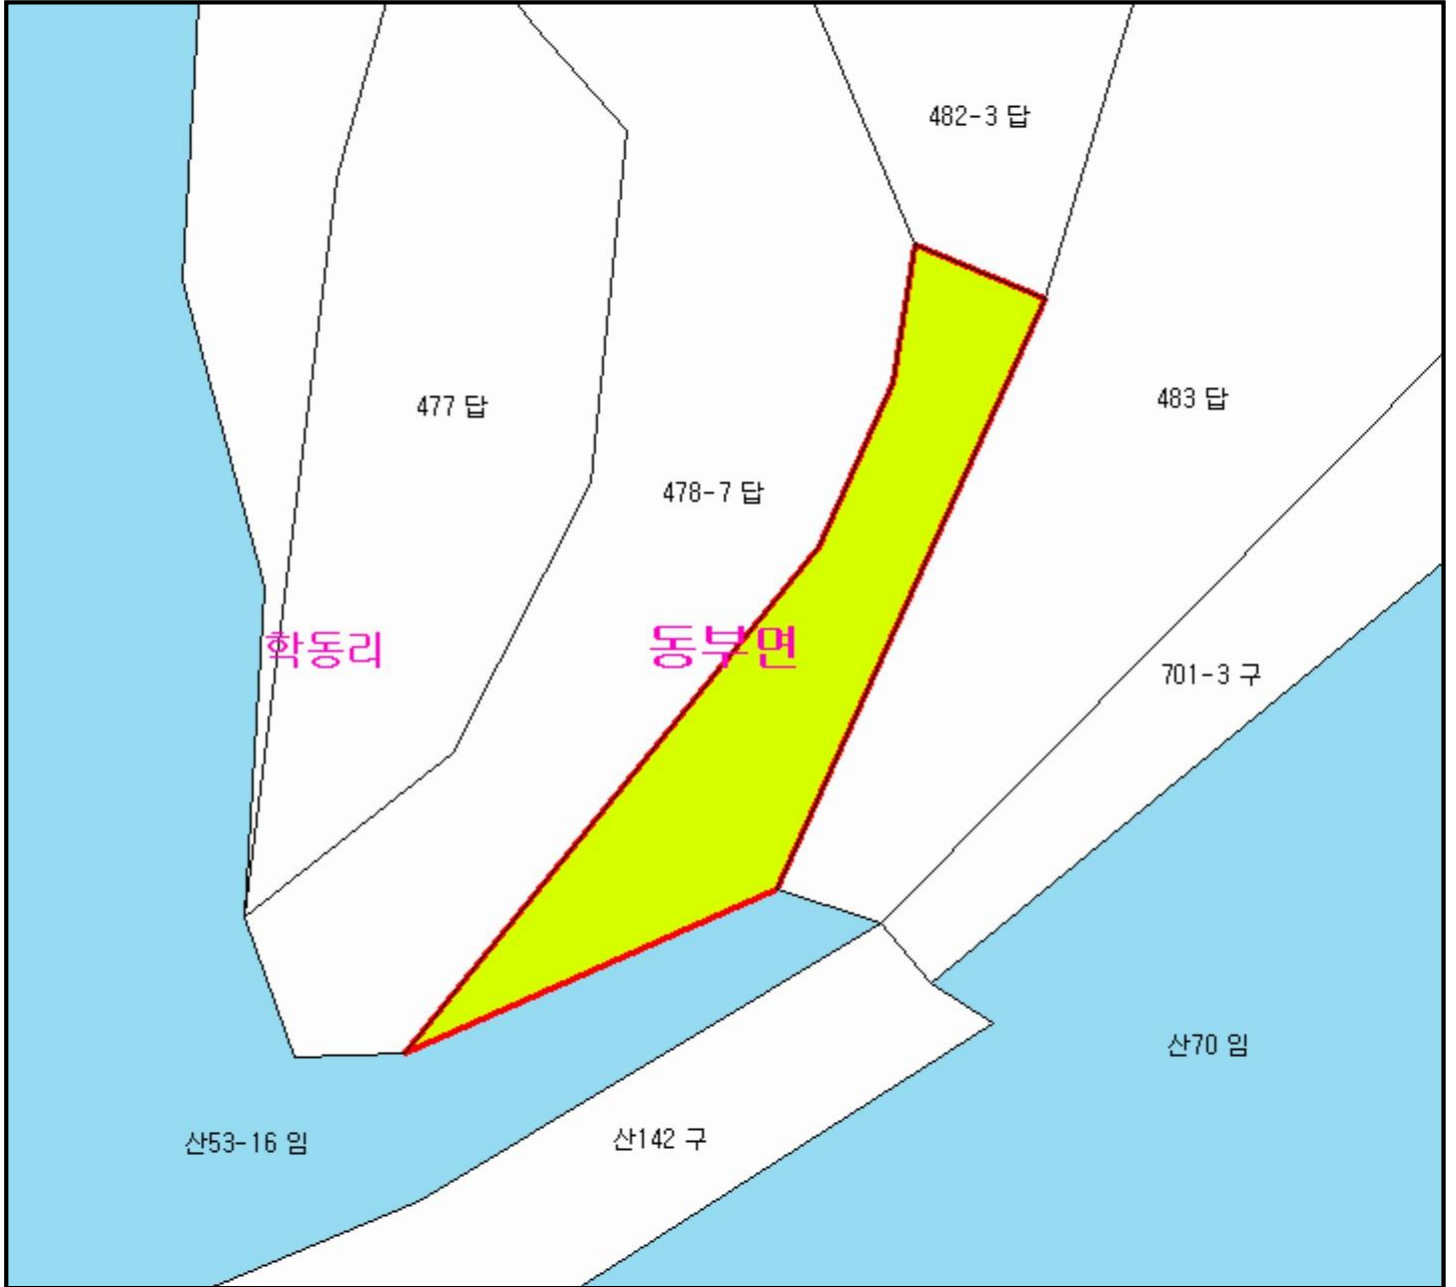 482-3 답
477 답
483 답
478-7 답
학동리
동부면
701-3 구
산70 임
산53-16 임
산142 구